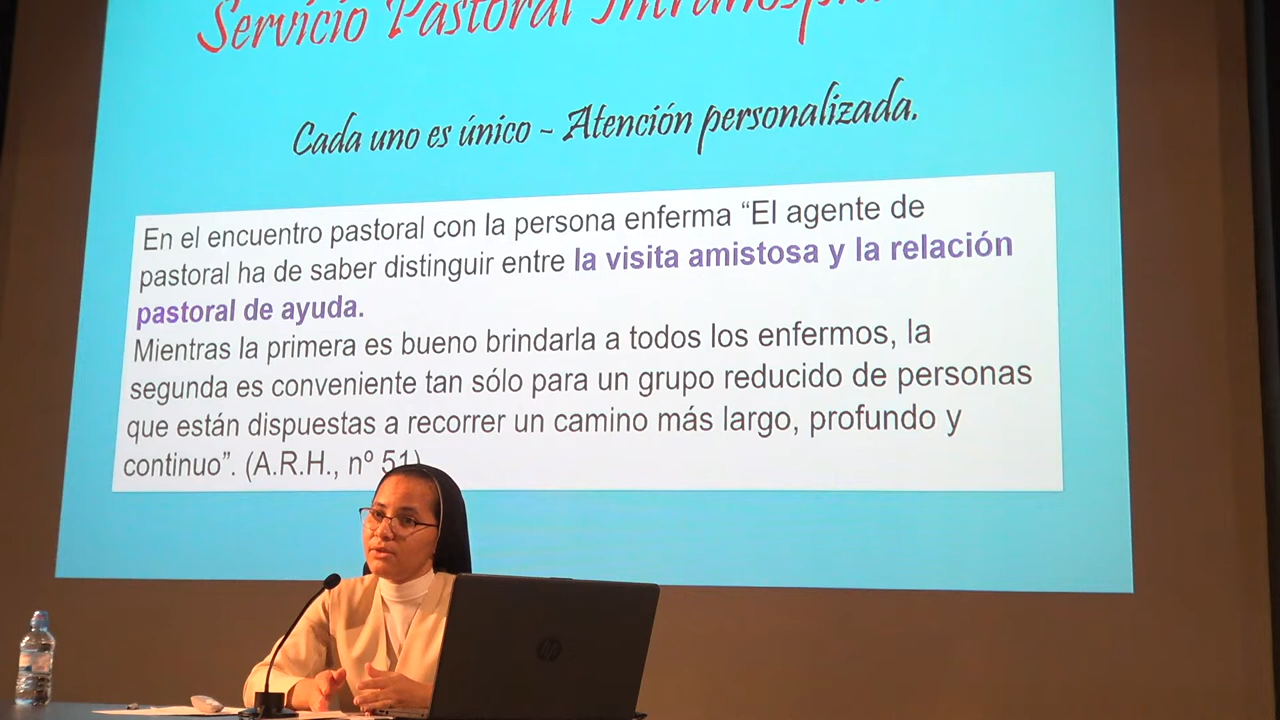 Servicio Pastoral
Cada uno es único - Atención personalizada.
En el encuentro pastoral con la persona enferma “El agente de
pastoral ha de saber distinguir entre la visita amistosa y la relación
pastoral de ayuda.
Mientras la primera es bueno brindarla a todos los enfermos, la
segunda es conveniente tan sólo para un grupo reducido de personas
que están dispuestas a recorrer un camino más largo, profundo y
continuo”. (A.R.H., nº 51)
hp